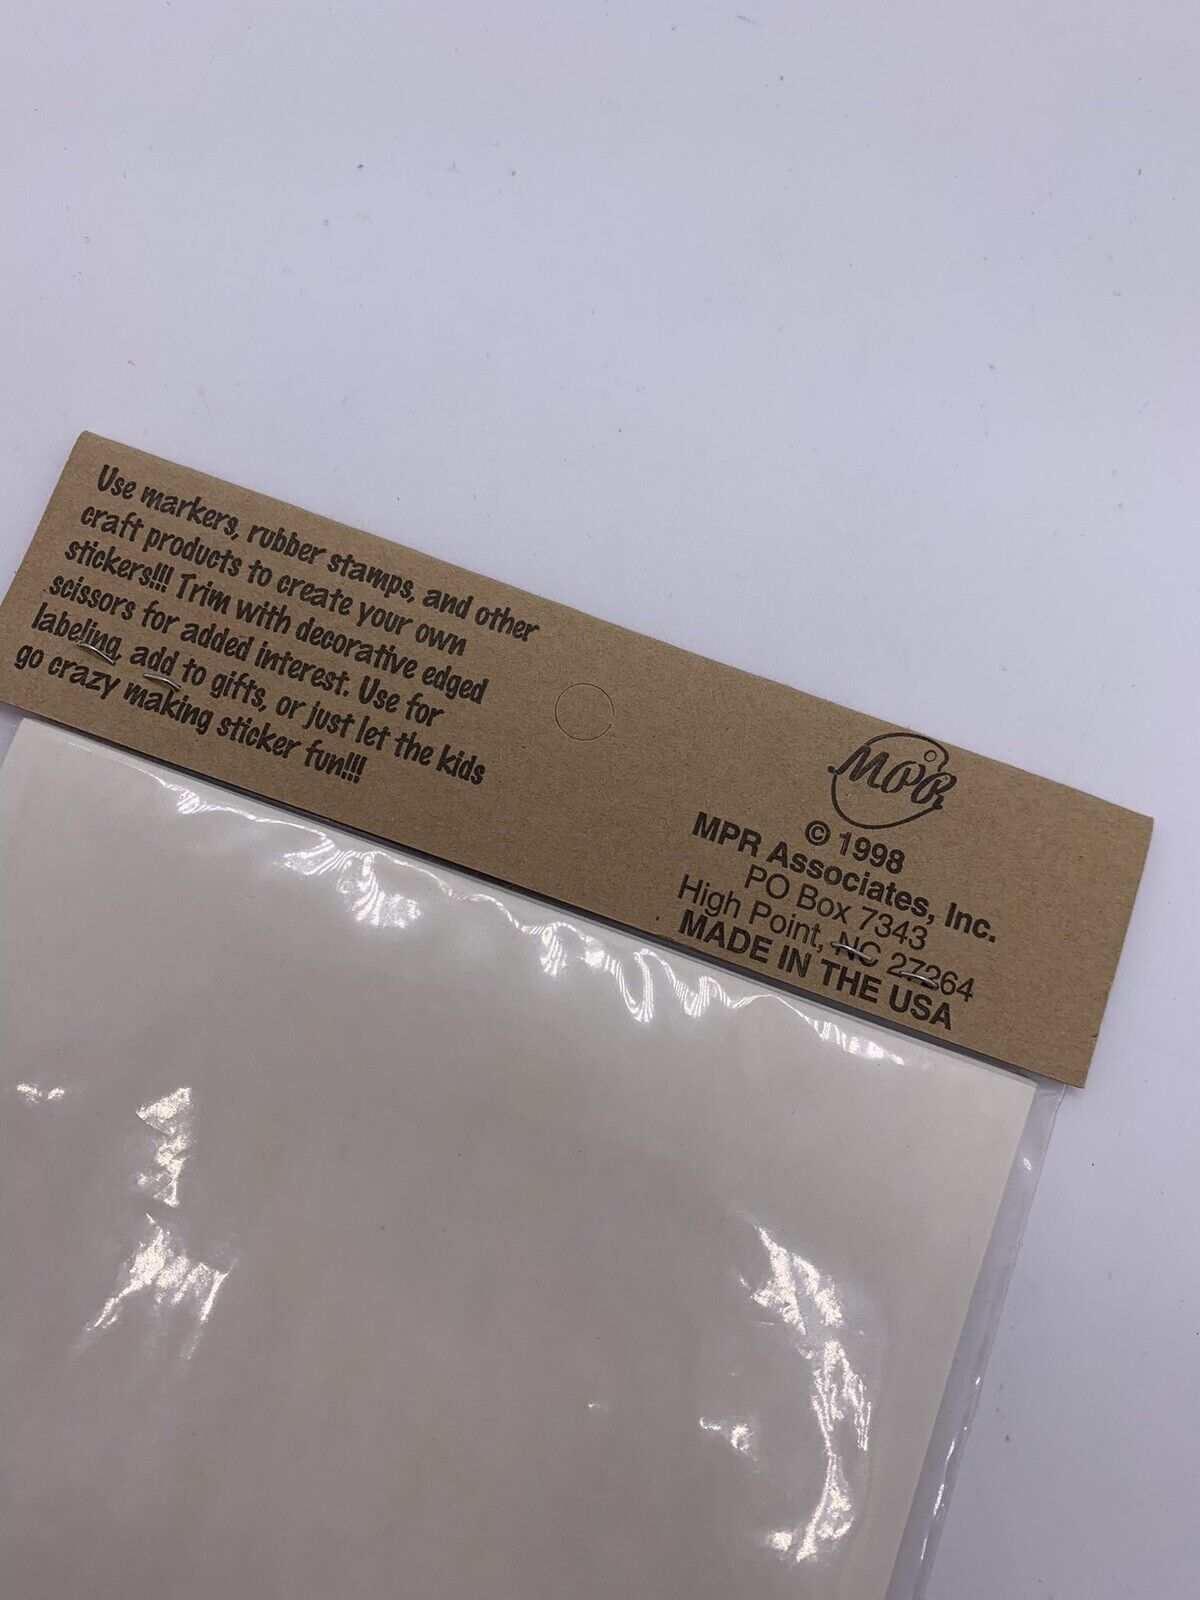 Use markers, rubber stamps, and other
craft products to create your own
stickers!!! Trim with decorative edged
scissors for added interest. Use for
labeling, add to gifts, or just let the kids
go crazy making sticker fun!!!
MPR
© 1998
MPR Associates, Inc.
PO Box 7343
High Point, NC 27264
MADE IN THE USA